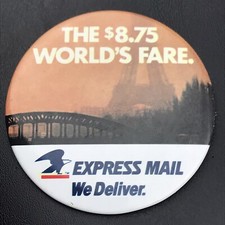 THE $8.75
WORLD'S FARE.
EXPRESS MAIL
We Deliver.